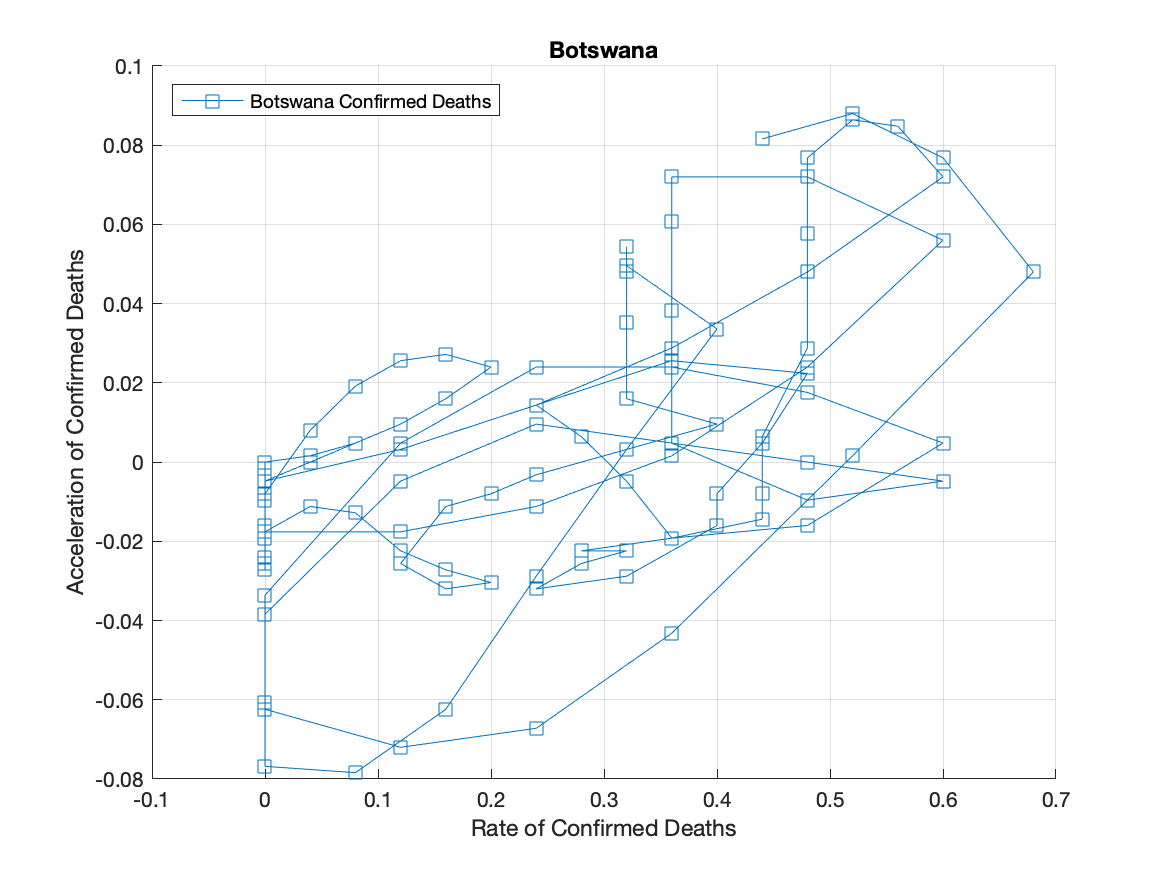 Botswana
Botswana Confirmed Deaths
Acceleration of Confirmed Deaths
0.1
0.08
0.06
0.04
0.02
0
-0.02
-0.04
-0.06
-0.08
-0.1 0 0.1 0.2 0.3 0.4 0.5 0.6 0.7
Rate of Confirmed Deaths